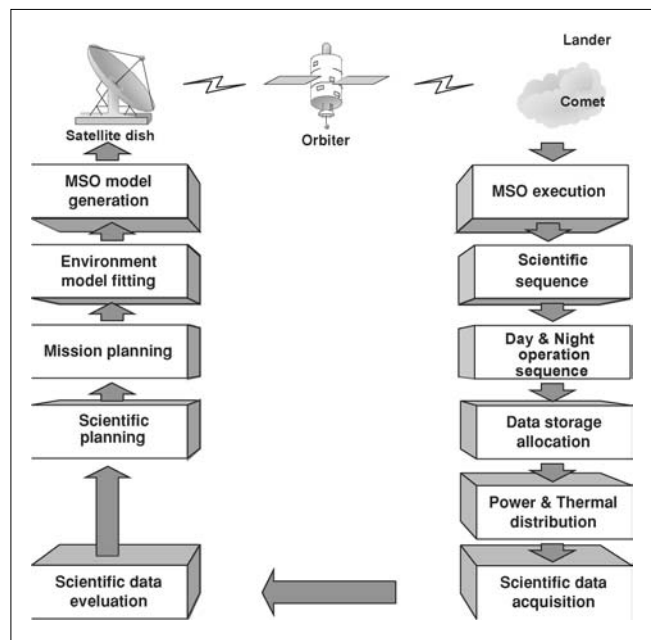 Lander
Comet
Satellite dish
Orbiter
MSO model
generation
MSO execution
Environment
model fitting
Scientific
sequence
Mission planning
Day & Night
operation
sequence
Scientific
planning
Data storage
allocation
Power & Thermal
distribution
Scientific data
eveluation
Scientific data
acquisition